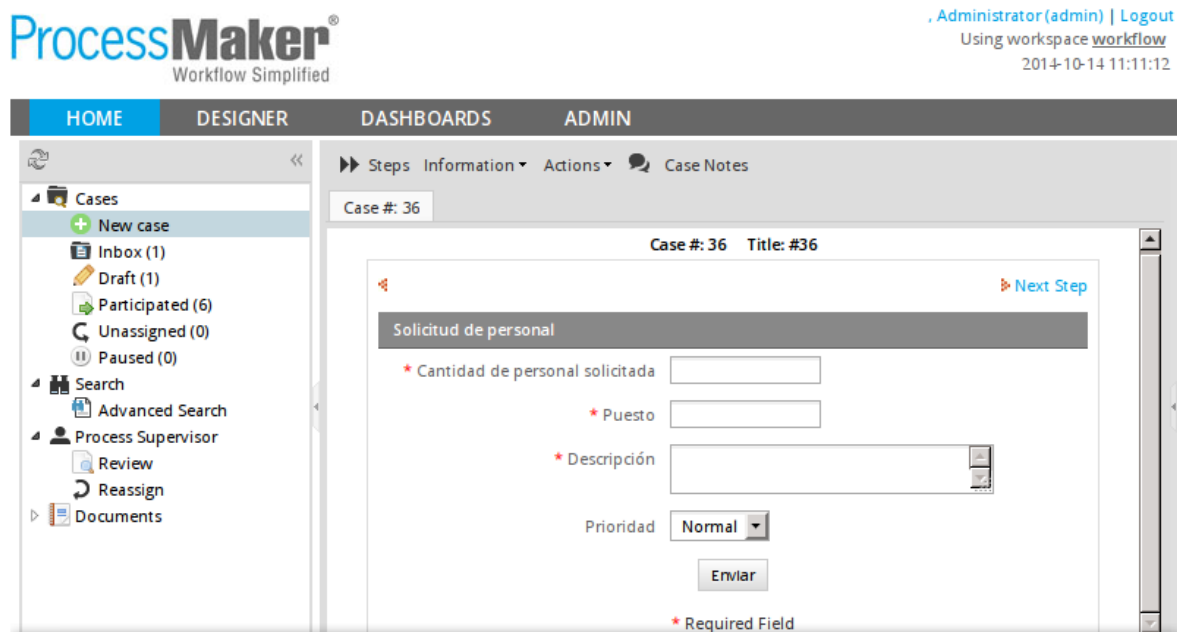 ProcessMaker®
Workflow Simplified
, Administrator (admin) | Logout
Using workspace workflow
2014-10-14 11:11:12
HOME DESIGNER DASHBOARDS ADMIN
Steps Information Actions Case Notes
Case #: 36
Cases
New case
Inbox (1)
Draft (1)
Participated (6)
Unassigned (0)
Paused (0)
Search
Advanced Search
Process Supervisor
Review
Reassign
Documents
Case #: 36 Title: #36
Next Step
Solicitud de personal
* Cantidad de personal solicitada
* Puesto
* Descripción
Prioridad Normal
Enviar
* Required Field